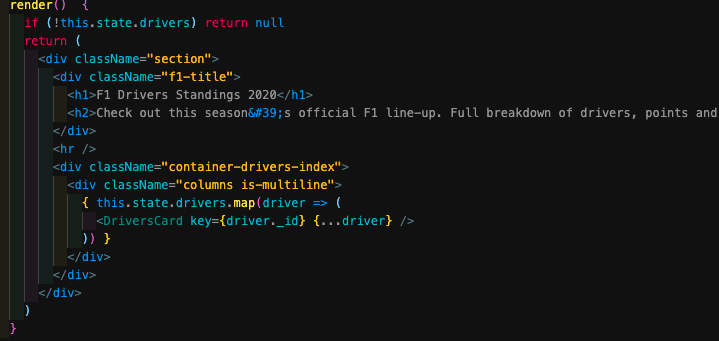 render()  {
  if (!this.state.drivers) return null
  return (
    <div className="section">
      <div className="f1-title">
        <h1>F1 Drivers Standings 2020</h1>
        <h2>Check out this season&#39;s official F1 line-up. Full breakdown of drivers, points and
      </div>
      <hr />
      <div className="container-drivers-index">
        <div className="columns is-multiline">
          { this.state.drivers.map(driver => (
            <DriversCard key={driver._id} {...driver} />
          )) }
        </div>
      </div>
    </div>
  )
}